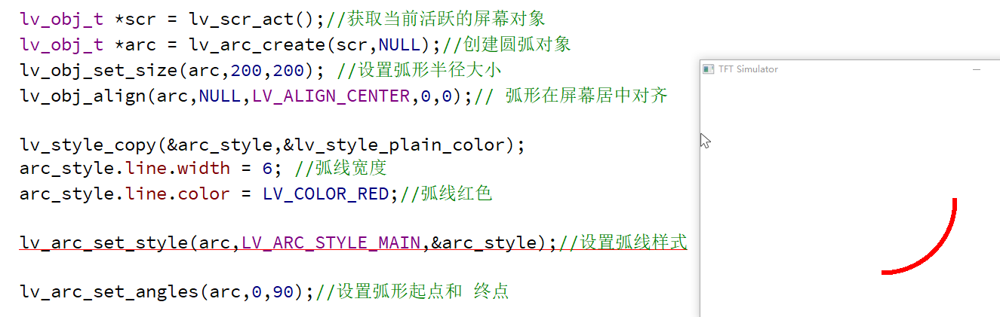 lv_obj_t *scr = lv_scr_act();//获取当前活跃的屏幕对象
lv_obj_t *arc = lv_arc_create(scr,NULL);//创建圆弧对象
lv_obj_set_size(arc,200,200); //设置弧形半径大小
lv_obj_align(arc,NULL,LV_ALIGN_CENTER,0,0);// 弧形在屏幕居中对齐
lv_style_copy(&arc_style,&lv_style_plain_color);
arc_style.line.width = 6; //弧线宽度
arc_style.line.color = LV_COLOR_RED;//弧线红色
lv_arc_set_style(arc,LV_ARC_STYLE_MAIN,&arc_style);//设置弧线样式
lv_arc_set_angles(arc,0,90);//设置弧形起点和 终点
TFT Simulator